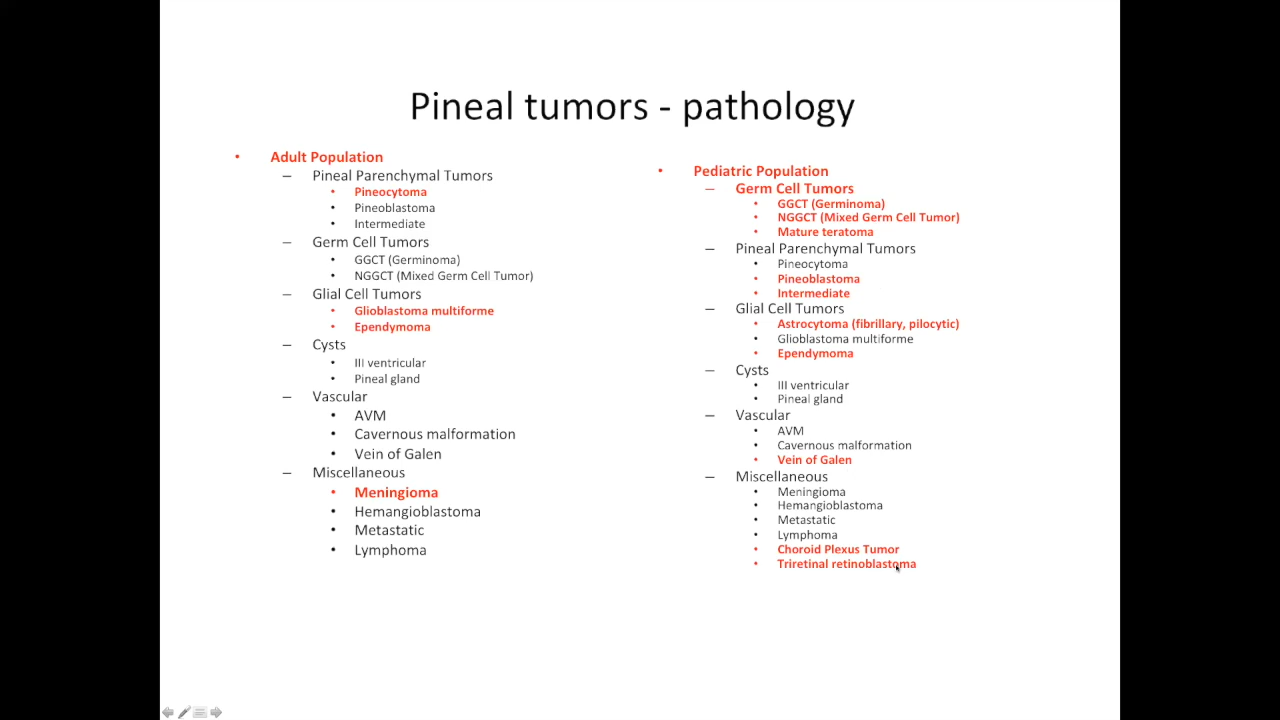 Pineal tumors - pathology
• Adult Population
– Pineal Parenchymal Tumors
• Pineocytoma
• Pineoblastoma
• Intermediate
– Germ Cell Tumors
• GGCT (Germinoma)
• NGGCT (Mixed Germ Cell Tumor)
– Glial Cell Tumors
• Glioblastoma multiforme
• Ependymoma
– Cysts
• III ventricular
• Pineal gland
– Vascular
• AVM
• Cavernous malformation
• Vein of Galen
– Miscellaneous
• Meningioma
• Hemangioblastoma
• Metastatic
• Lymphoma
• Pediatric Population
– Germ Cell Tumors
• GGCT (Germinoma)
• NGGCT (Mixed Germ Cell Tumor)
• Mature teratoma
– Pineal Parenchymal Tumors
• Pineocytoma
• Pineoblastoma
• Intermediate
– Glial Cell Tumors
• Astrocytoma (fibrillary, pilocytic)
• Glioblastoma multiforme
• Ependymoma
– Cysts
• III ventricular
• Pineal gland
– Vascular
• AVM
• Cavernous malformation
• Vein of Galen
– Miscellaneous
• Meningioma
• Hemangioblastoma
• Metastatic
• Lymphoma
• Choroid Plexus Tumor
• Triretinal retinoblastoma